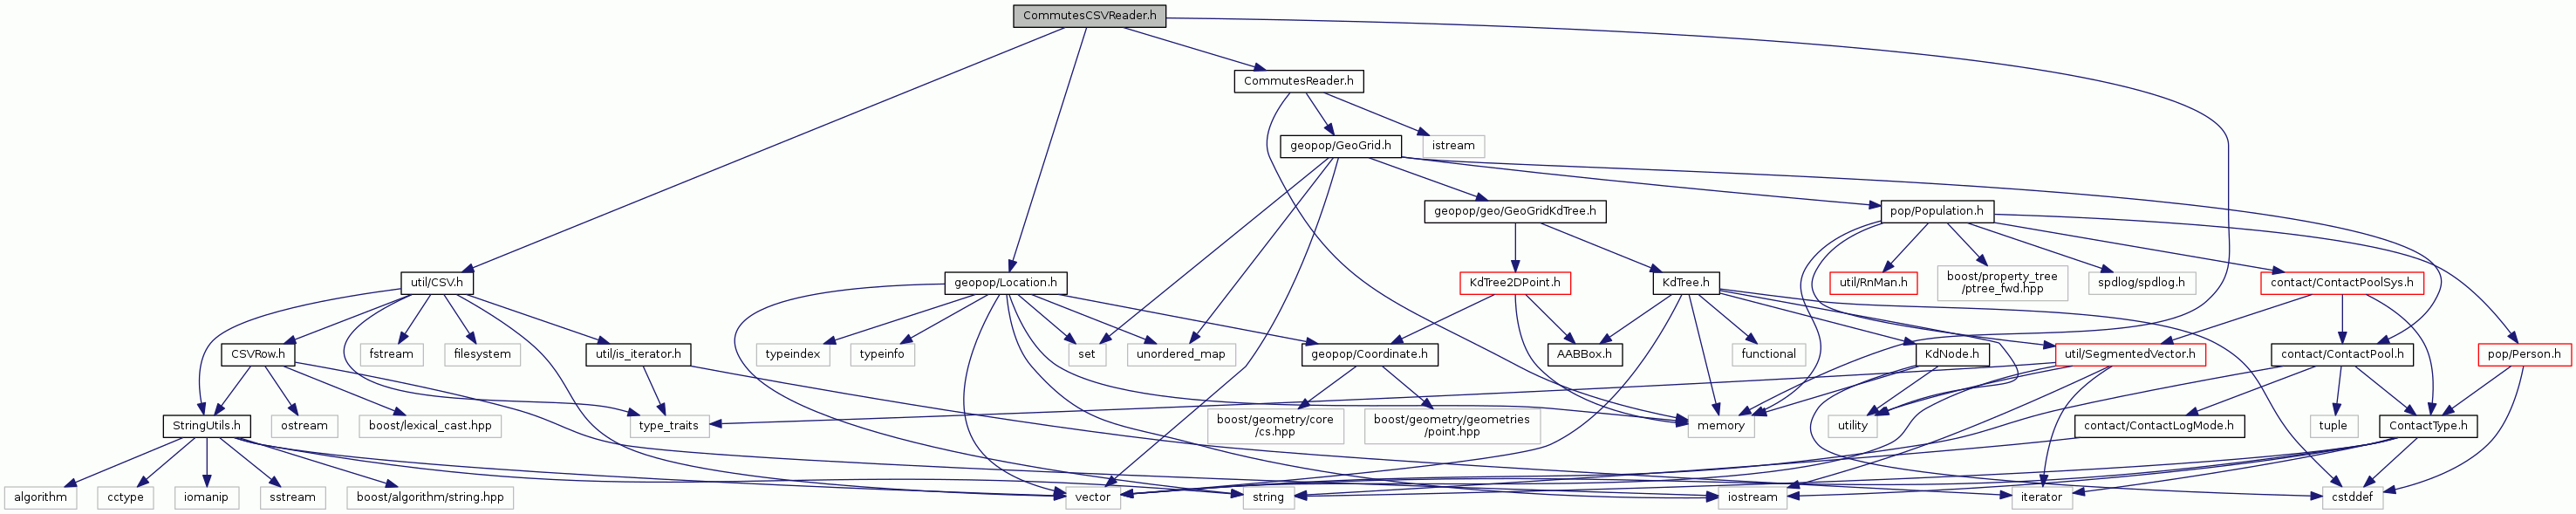 CommutesCSVReader.h
CommutesReader.h
geopop/GeoGrid.h
istream
geopop/geo/GeoGridKdTree.h
pop/Population.h
util/CSV.h
geopop/Location.h
KdTree2DPoint.h
KdTree.h
util/RnMan.h
boost/property_tree
/ptree_fwd.hpp
spdlog/spdlog.h
contact/ContactPoolSys.h
CSVRow.h
fstream
filesystem
util/is_iterator.h
typeindex
typeinfo
set
unordered_map
geopop/Coordinate.h
AABBox.h
functional
KdNode.h
util/SegmentedVector.h
contact/ContactPool.h
pop/Person.h
StringUtils.h
ostream
boost/lexical_cast.hpp
type_traits
boost/geometry/core
/cs.hpp
boost/geometry/geometries
/point.hpp
memory
utility
contact/ContactLogMode.h
tuple
ContactType.h
algorithm
cctype
iomanip
sstream
boost/algorithm/string.hpp
vector
string
iostream
iterator
cstddef